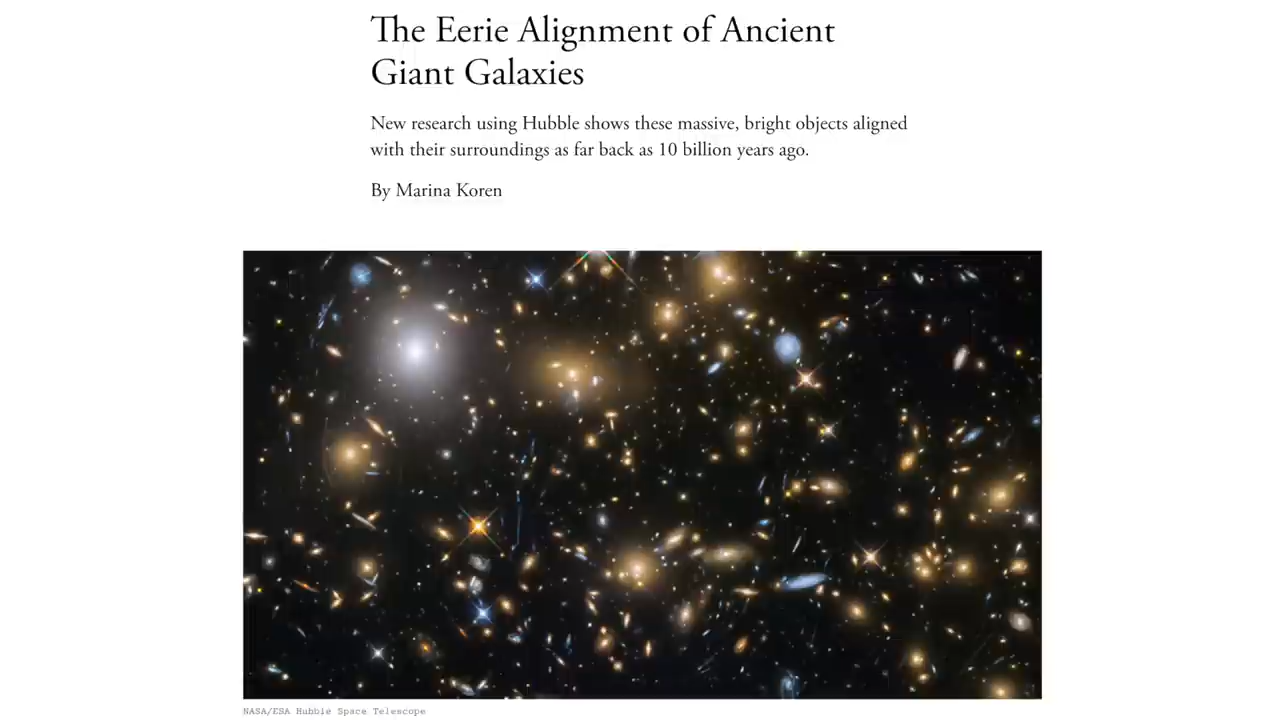 The Eerie Alignment of Ancient
Giant Galaxies
New research using Hubble shows these massive, bright objects aligned
with their surroundings as far back as 10 billion years ago.
By Marina Koren
NASA/ESA Hubble Space Telescope